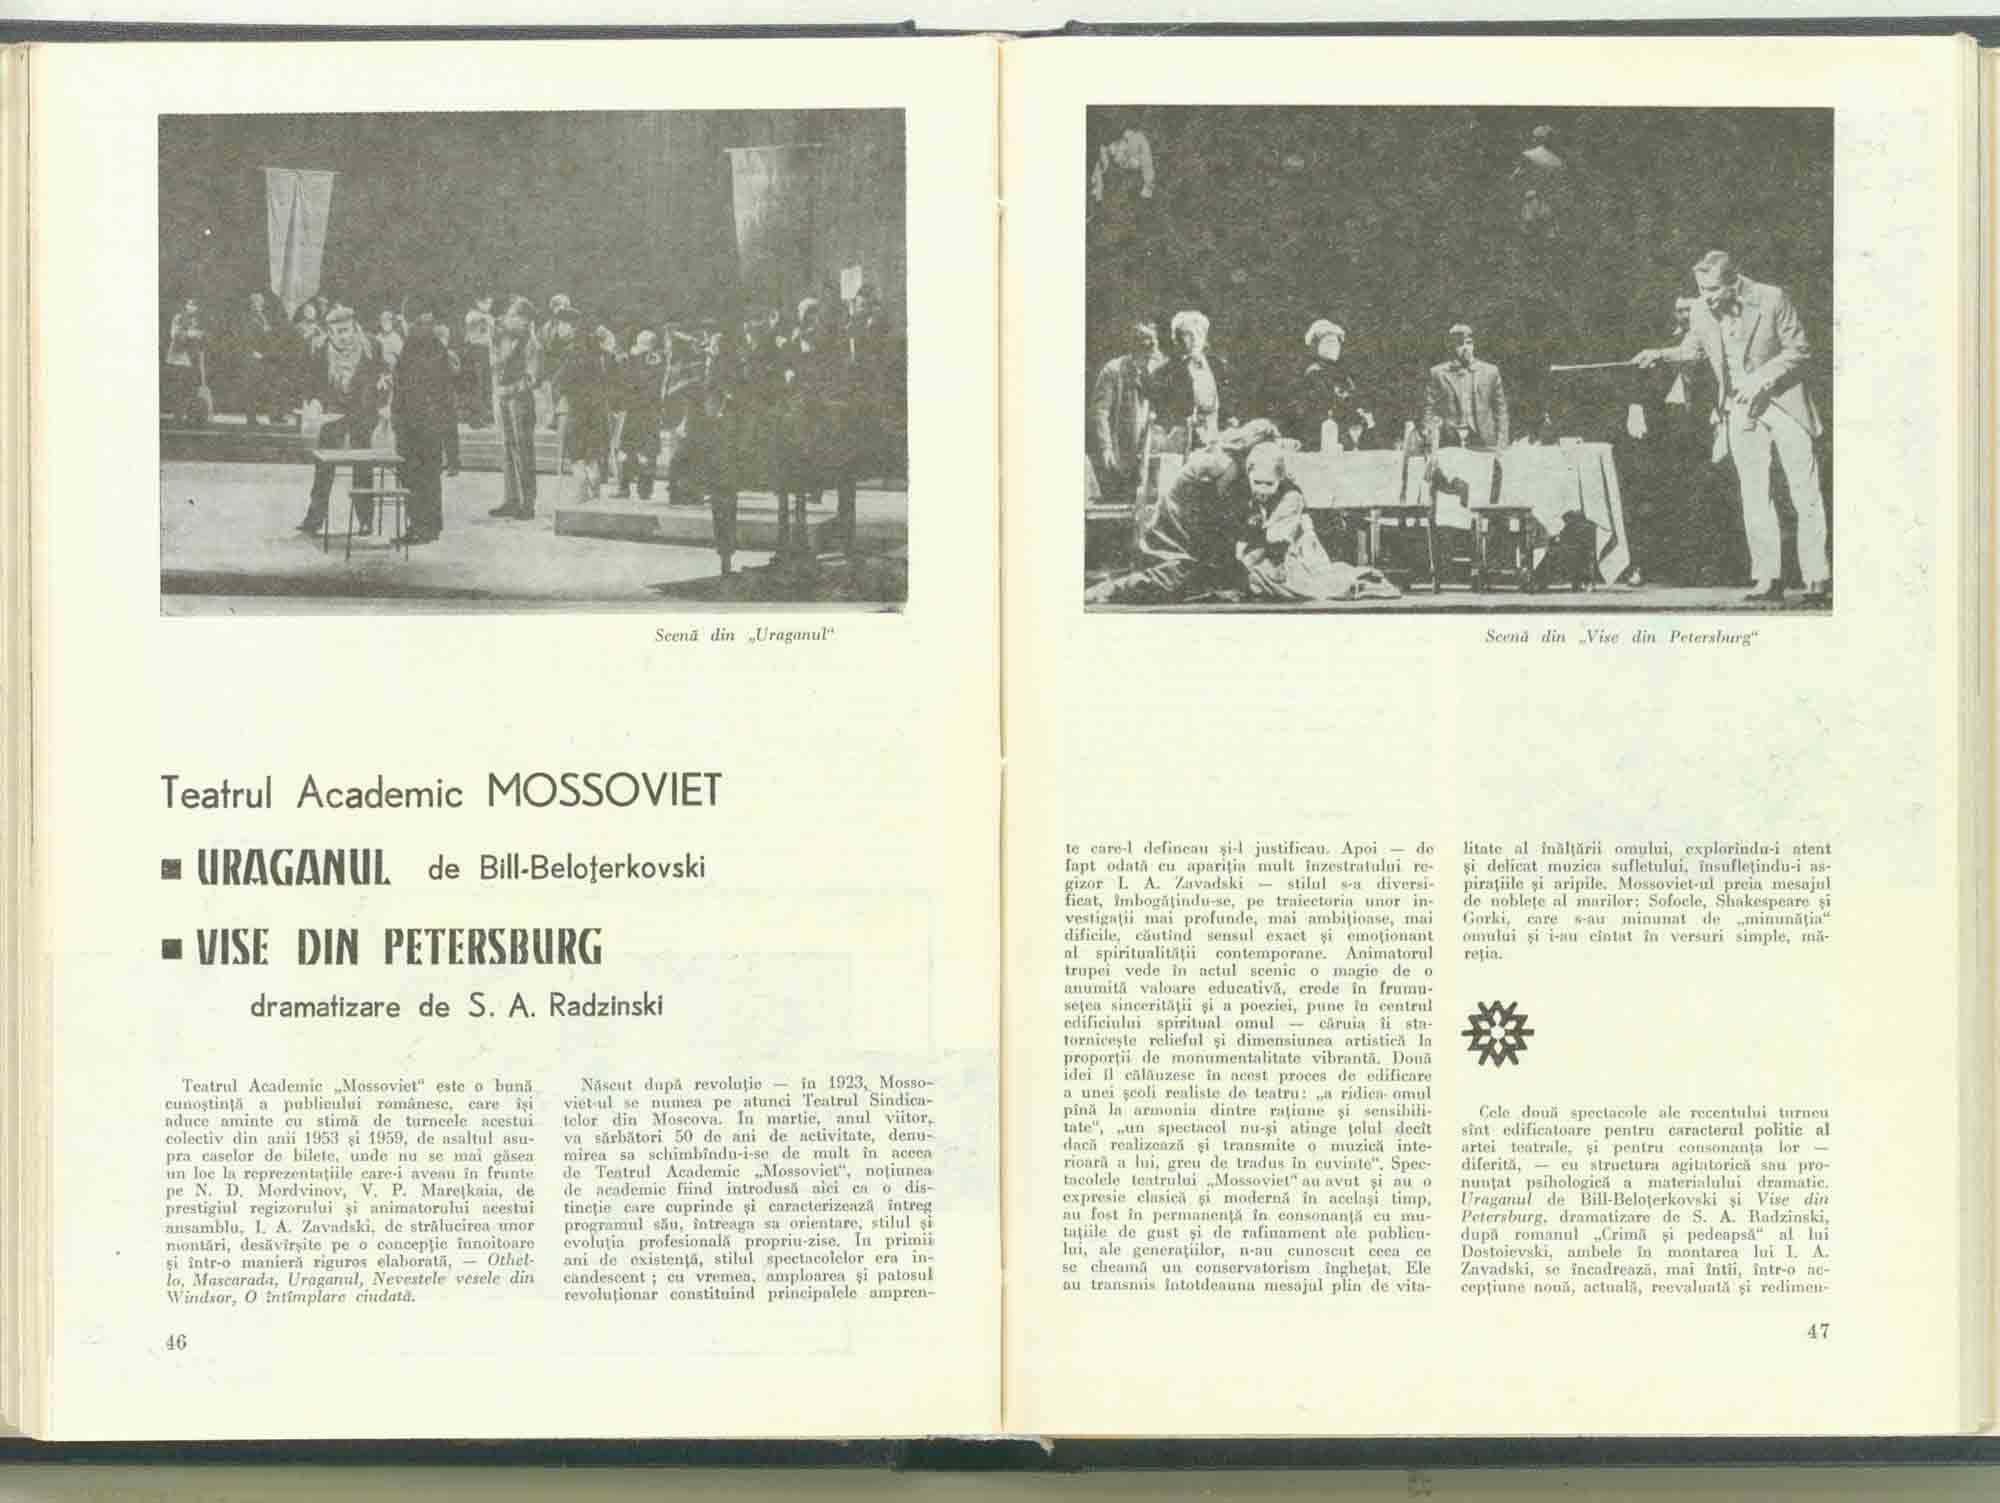 Scenă din „Uraganul“
Teatrul Academic MOSSOVIET
URAGANUL de Bill-Beloţerkovski
VISE DIN PETERSBURG
dramatizare de S. A. Radzinski
Teatrul Academic „Mossoviet“ este o bună
cunoştinţă a publicului românesc, care îşi
aduce aminte cu stimă de turneele acestui
colectiv din anii 1953 şi 1959, de asaltul asu-
pra caselor de bilete, unde nu se mai găsea
un loc la reprezentaţiile care-i aveau în frunte
pe N. D. Mordvinov, V. P. Mareţkaia, de
prestigiul regizorului şi animatorului acestui
ansamblu, I. A. Zavadski, de strălucirea unor
montări, desăvîrşite pe o concepţie înnoitoare
şi într-o manieră riguros elaborată, — Othel-
lo, Mascarada, Uraganul, Nevestele vesele din
Windsor, O întîmplare ciudată.
Născut după revoluţie — în 1923, Mosso-
viet-ul se numea pe atunci Teatrul Sindica-
telor din Moscova. În martie, anul viitor,
va sărbători 50 de ani de activitate, denu-
mirea sa schimbîndu-i-se de mult în aceea
de Teatrul Academic „Mossoviet“, noţiunea
de academic fiind introdusă aici ca o dis-
tincţie care cuprinde şi caracterizează întreg
programul său, întreaga sa orientare, stilul şi
evoluţia profesională propriu-zise. În primii
ani de existenţă, stilul spectacolelor era in-
candescent ; cu vremea, amploarea şi patosul
revoluţionar constituind principalele ampren-
46
Scenă din „Vise din Petersburg“
te care-l defineau şi-l justificau. Apoi — de
fapt odată cu apariţia mult înzestratului re-
gizor I. A. Zavadski — stilul s-a diversi-
ficat, îmbogăţindu-se, pe traiectoria unor in-
vestigaţii mai profunde, mai ambiţioase, mai
dificile, căutînd sensul exact şi emoţionant
al spiritualităţii contemporane. Animatorul
trupei vede în actul scenic o magie de o
anumită valoare educativă, crede în frumu-
seţea sincerităţii şi a poeziei, pune în centrul
edificiului spiritual omul — căruia îi sta-
torniceşte relieful şi dimensiunea artistică la
proporţii de monumentalitate vibrantă. Două
idei îl călăuzesc în acest proces de edificare
a unei şcoli realiste de teatru : „a ridica omul
pînă la armonia dintre raţiune şi sensibili-
tate“, „un spectacol nu-şi atinge ţelul decît
dacă realizează şi transmite o muzică inte-
rioară a lui, greu de tradus în cuvinte“. Spec-
tacolele teatrului „Mossoviet“ au avut şi au o
expresie clasică şi modernă în acelaşi timp,
au fost în permanenţă în consonanţă cu mu-
taţiile de gust şi de rafinament ale publicu-
lui, ale generaţiilor, n-au cunoscut ceea ce
se cheamă un conservatorism îngheţat. Ele
au transmis întotdeauna mesajul plin de vita-
litate al înălţării omului, explorîndu-i atent
şi delicat muzica sufletului, însufleţindu-i as-
piraţiile şi aripile. Mossoviet-ul preia mesajul
de nobleţe al marilor: Sofocle, Shakespeare şi
Gorki, care s-au minunat de „minunăţia“
omului şi i-au cîntat în versuri simple, mă-
reţia.
Cele două spectacole ale recentului turneu
sînt edificatoare pentru caracterul politic al
artei teatrale, şi pentru consonanţa lor —
diferită, — cu structura agitatorică sau pro-
nunţat psihologică a materialului dramatic.
Uraganul de Bill-Beloţerkovski şi Vise din
Petersburg, dramatizare de S. A. Radzinski,
după romanul „Crimă şi pedeapsă“ al lui
Dostoievski, ambele în montarea lui I. A.
Zavadski, se încadrează, mai întîi, într-o ac-
cepţiune nouă, actuală, reevaluată şi redimen-
47